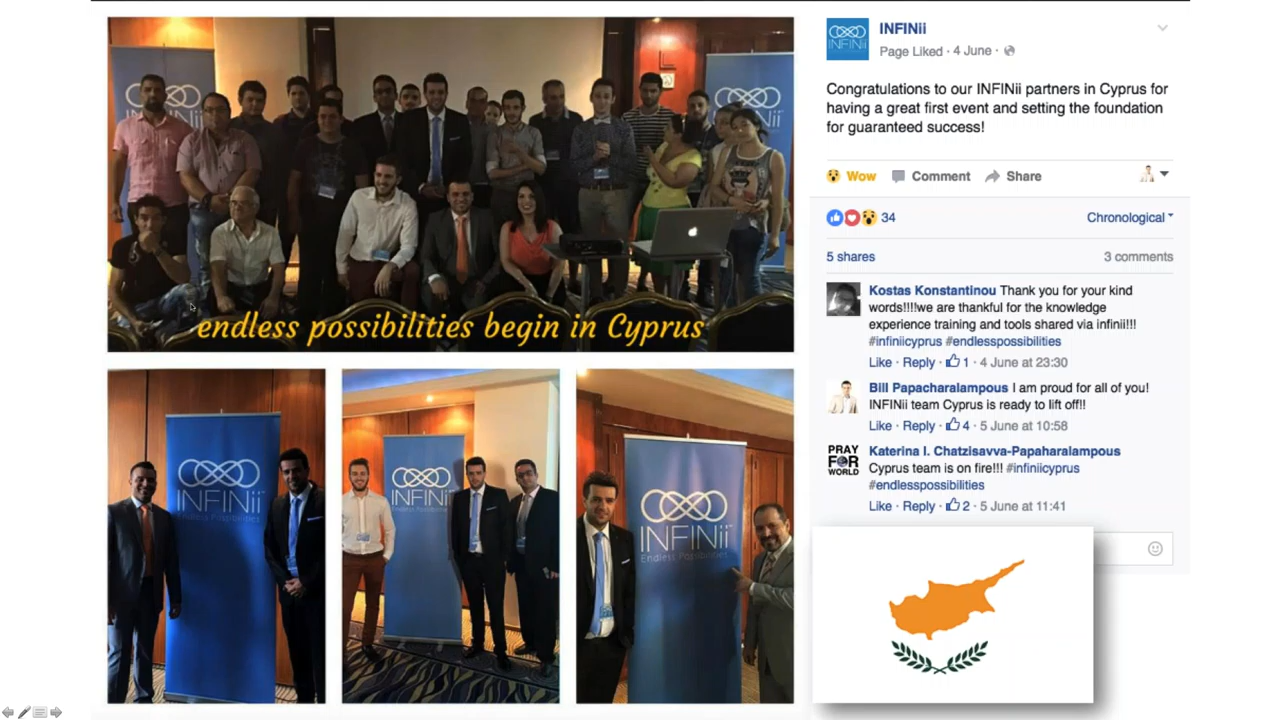 INFINii
Page Liked · 4 June ·
Congratulations to our INFINii partners in Cyprus for
having a great first event and setting the foundation
for guaranteed success!
Wow Comment Share
34 Chronological
5 shares 3 comments
Kostas Konstantinou Thank you for your kind
words!!!!we are thankful for the knowledge
experience training and tools shared via infinii!!!
#infiniicyprus #endlesspossibilities
Like · Reply · 1 · 4 June at 23:30
Bill Papacharalampous I am proud for all of you!
INFINii team Cyprus is ready to lift off!!
Like · Reply · 4 · 5 June at 10:58
PRAY
FOR
WORLD
Katerina I. Chatzisavva-Papaharalampous
Cyprus team is on fire!!! #infiniicyprus
#endlesspossibilities
Like · Reply · 2 · 5 June at 11:41
INFINii
endless possibilities begin in Cyprus
INFINii
Endless Possibilities
INFINii
Endless Possibilities
INFINii
Endless Possibilities